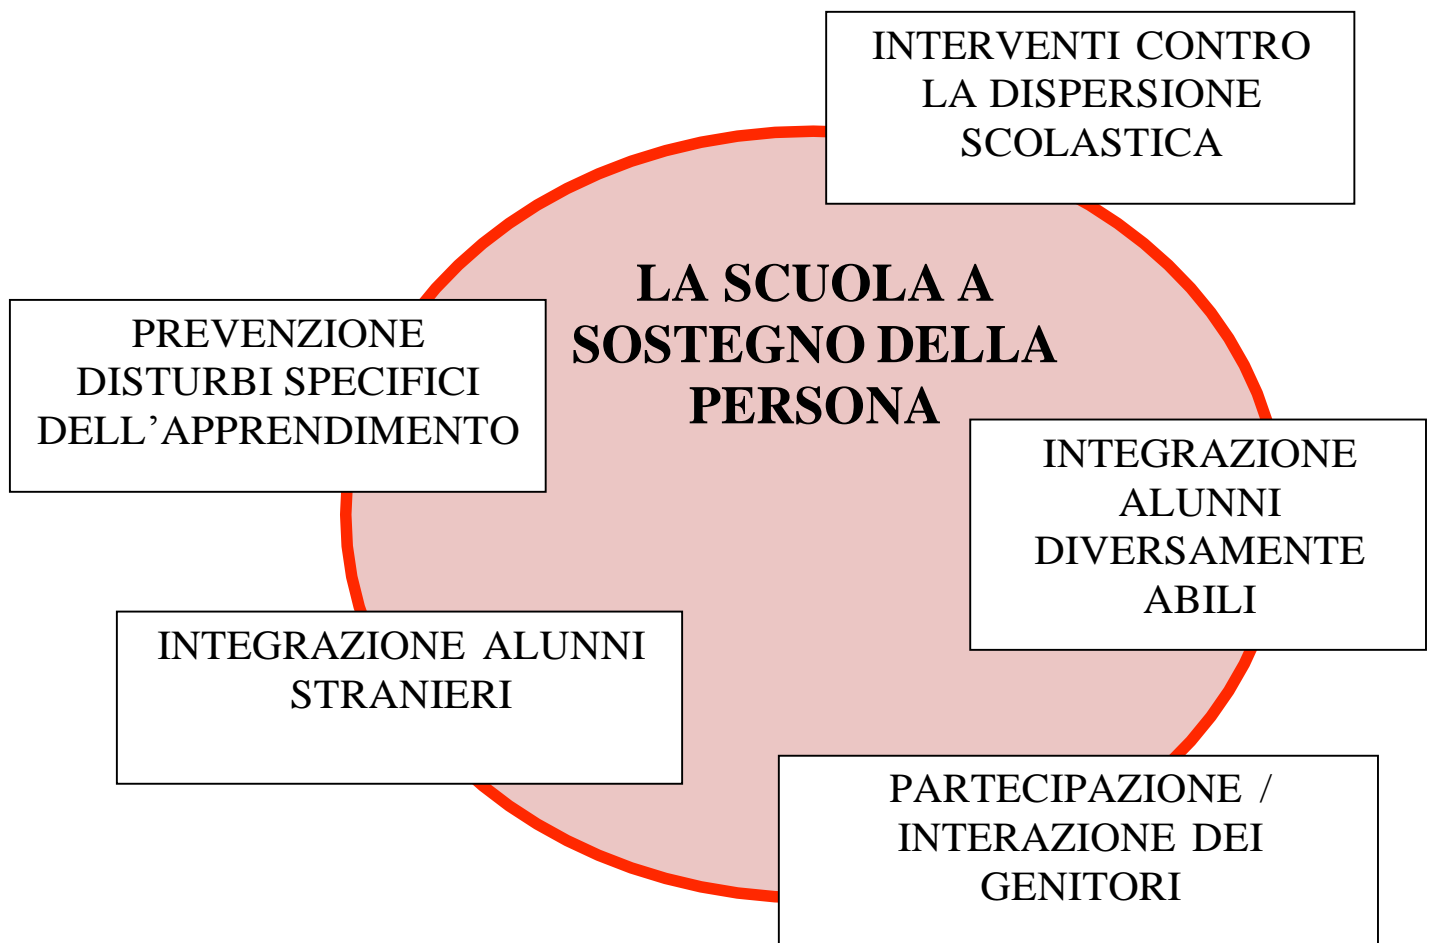 INTERVENTI CONTRO
LA DISPERSIONE
SCOLASTICA
LA SCUOLA A
SOSTEGNO DELLA
PERSONA
PREVENZIONE
DISTURBI SPECIFICI
DELL’APPRENDIMENTO
INTEGRAZIONE
ALUNNI
DIVERSAMENTE
ABILI
INTEGRAZIONE ALUNNI
STRANIERI
PARTECIPAZIONE /
INTERAZIONE DEI
GENITORI